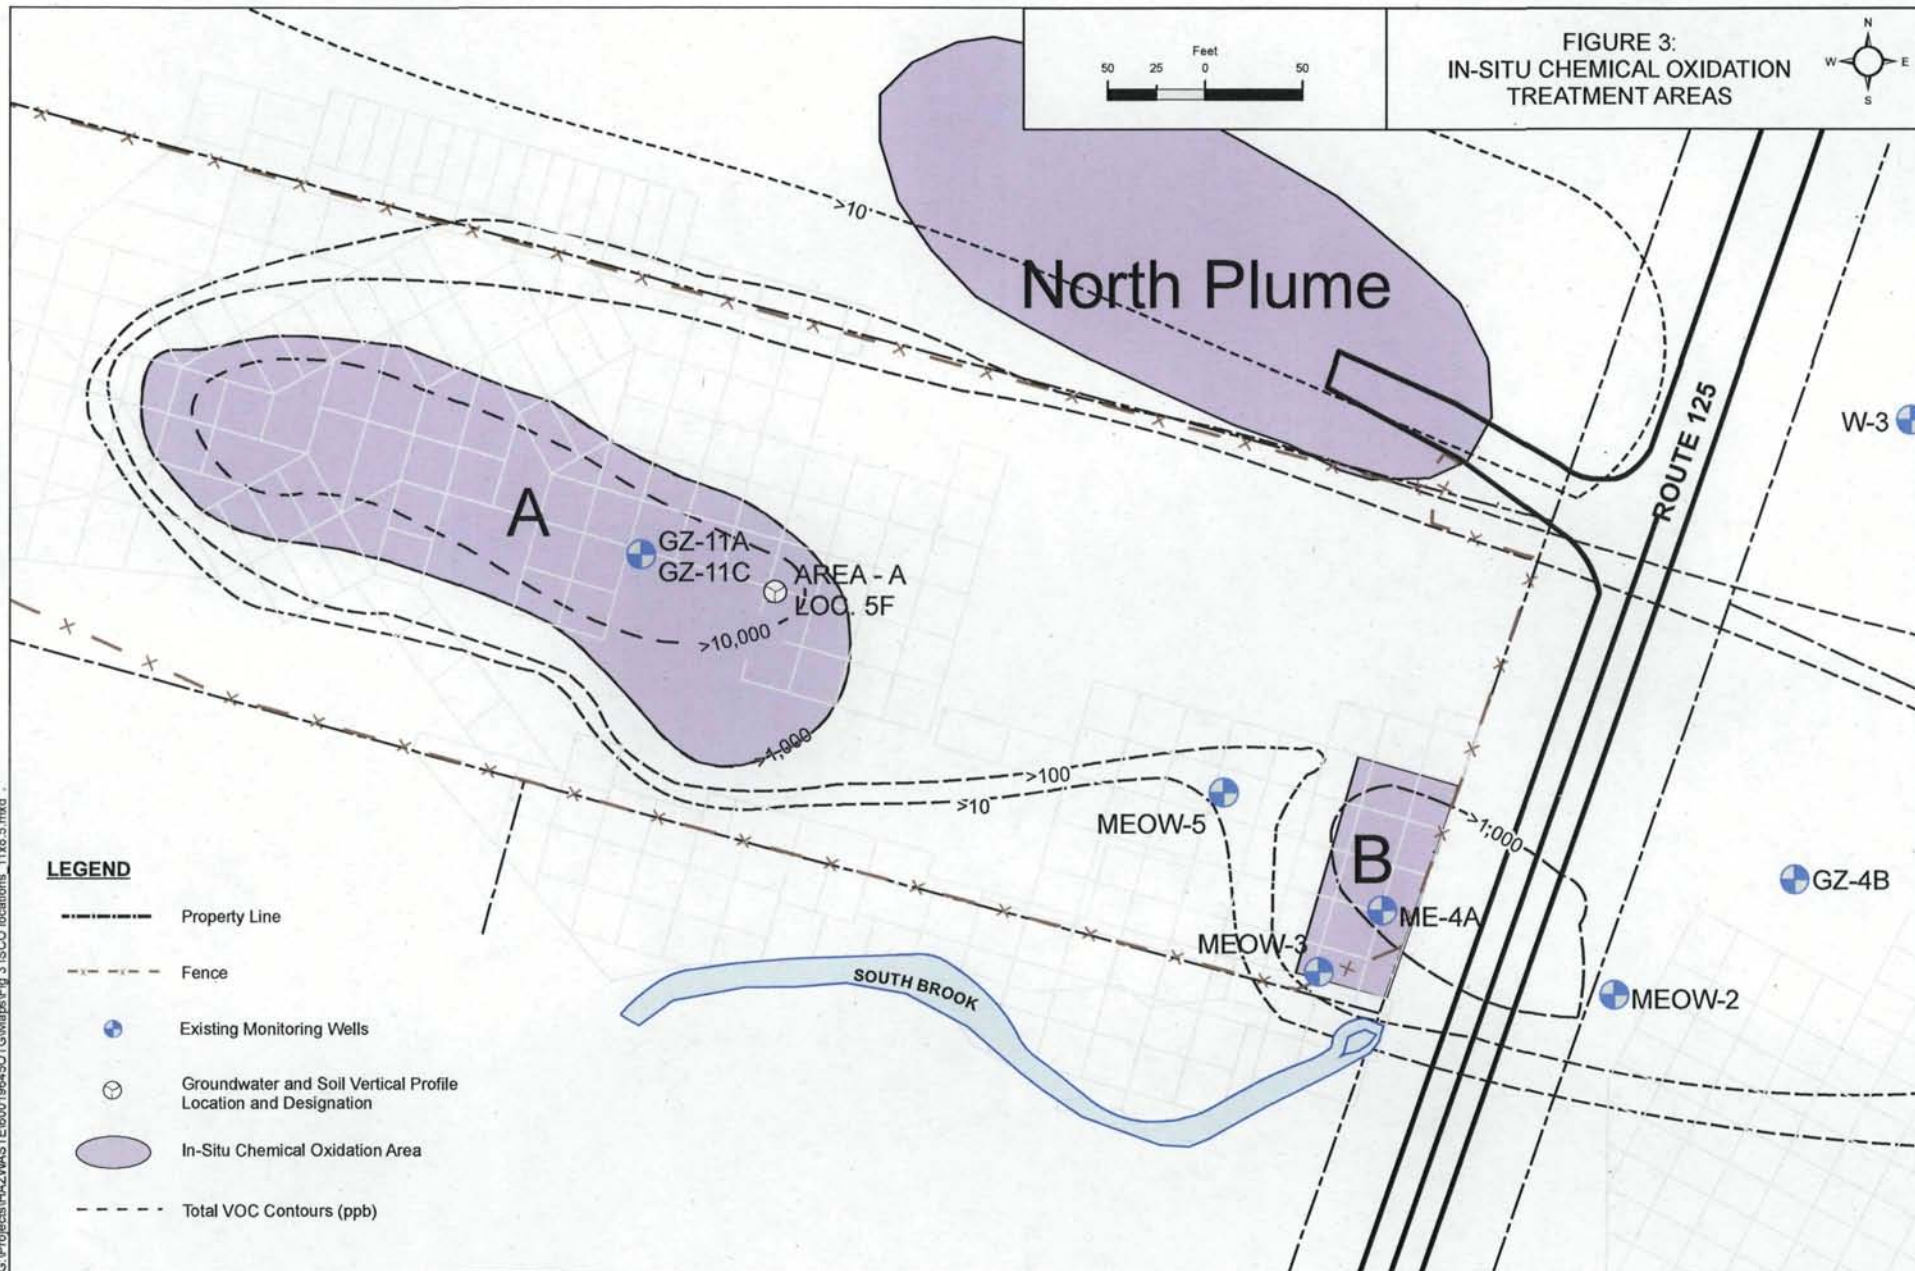 Feet
50 25 0 50
FIGURE 3:
IN-SITU CHEMICAL OXIDATION
TREATMENT AREAS
N
W E
S
>10
North Plume
ROUTE 125
W-3
A
GZ-11A
GZ-11C
AREA - A
LOC. 5F
>10,000
>1,000
>100
>10
MEOW-5
>1,000
B
GZ-4B
ME-4A
MEOW-3
MEOW-2
SOUTH BROOK
LEGEND
Property Line
Fence
Existing Monitoring Wells
Groundwater and Soil Vertical Profile
Location and Designation
In-Situ Chemical Oxidation Area
Total VOC Contours (ppb)